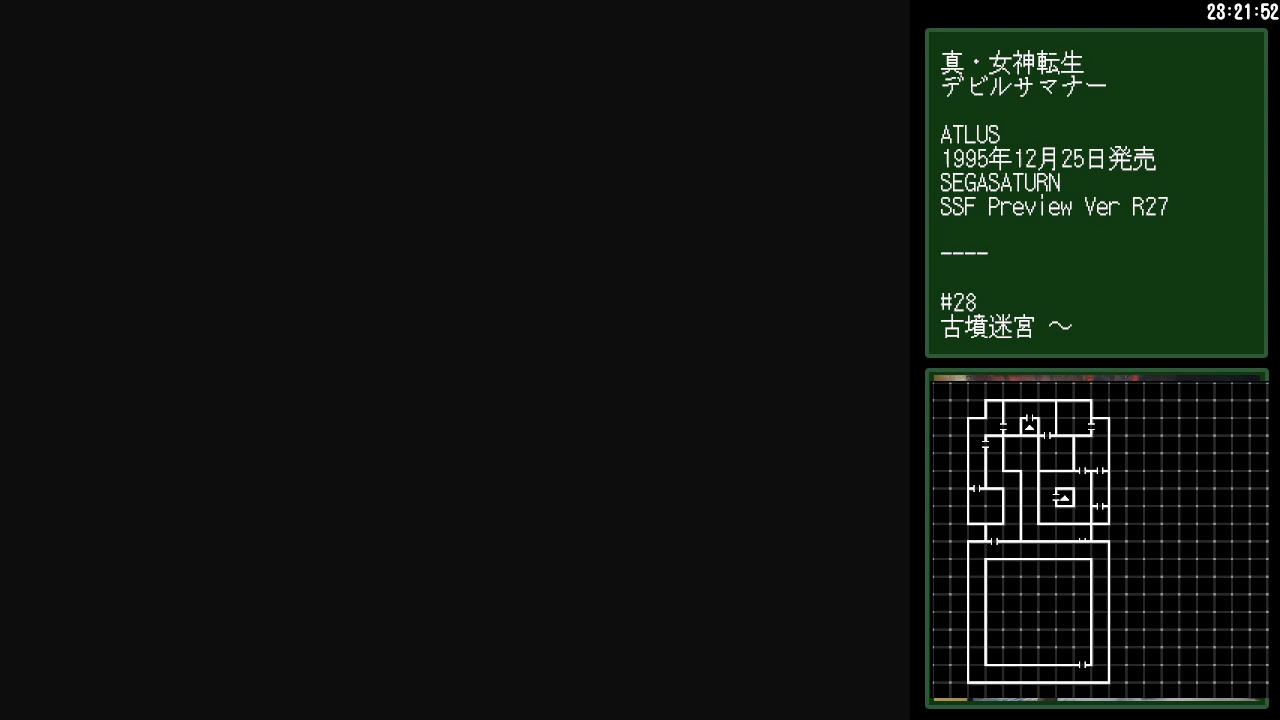 23:21:52
真・女神転生
デビルサマナー
ATLUS
1995年12月25日発売
SEGASATURN
SSF Preview Ver R27
----
#28
古墳迷宮 ～